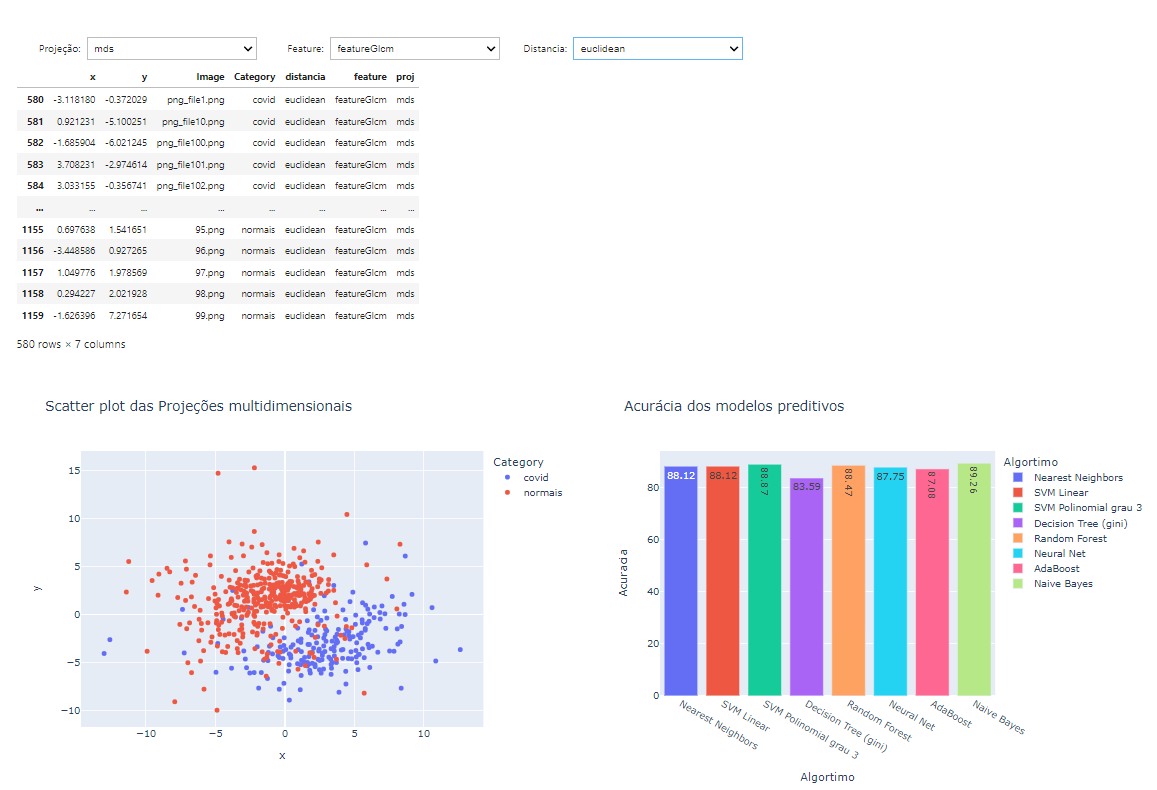 Projeção: mds Feature: featureGlcm Distancia: euclidean
x y Image Category distancia feature proj
580 -3.118180 -0.372029 png_file1.png covid euclidean featureGlcm mds
581 0.921231 -5.100251 png_file10.png covid euclidean featureGlcm mds
582 -1.685904 -6.021245 png_file100.png covid euclidean featureGlcm mds
583 3.708231 -2.974614 png_file101.png covid euclidean featureGlcm mds
584 3.033155 -0.356741 png_file102.png covid euclidean featureGlcm mds
... ... ... ... ... ... ... ...
1155 0.697638 1.541651 95.png normais euclidean featureGlcm mds
1156 -3.448586 0.927265 96.png normais euclidean featureGlcm mds
1157 1.049776 1.978569 97.png normais euclidean featureGlcm mds
1158 0.294227 2.021928 98.png normais euclidean featureGlcm mds
1159 -1.626396 7.271654 99.png normais euclidean featureGlcm mds
580 rows × 7 columns
Scatter plot das Projeções multidimensionais
Category
covid
normais
15
10
5
0
−5
−10
y
−10 −5 0 5 10
x
Acurácia dos modelos preditivos
Algortimo
Nearest Neighbors
SVM Linear
SVM Polinomial grau 3
Decision Tree (gini)
Random Forest
Neural Net
AdaBoost
Naive Bayes
88.12 88.12 88.87 83.59 88.47 87.75 87.08 89.26
80
60
40
20
0
Acuracia
Nearest Neighbors
SVM Linear
SVM Polinomial grau 3
Decision Tree (gini)
Random Forest
Neural Net
AdaBoost
Naive Bayes
Algortimo